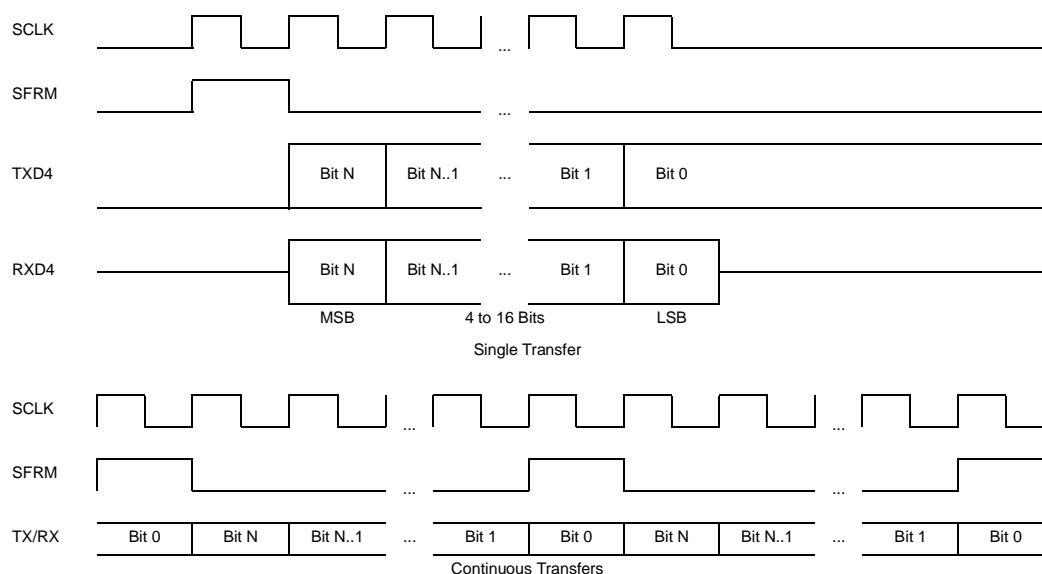 SCLK
...
SFRM
...
TXD4
Bit N
Bit N..1
...
Bit 1
Bit 0
RXD4
Bit N
Bit N..1
...
Bit 1
Bit 0
MSB
4 to 16 Bits
LSB
Single Transfer
SCLK
...
...
SFRM
...
...
TX/RX
Bit 0
Bit N
Bit N..1
...
Bit 1
Bit 0
Bit N
Bit N..1
...
Bit 1
Bit 0
Continuous Transfers